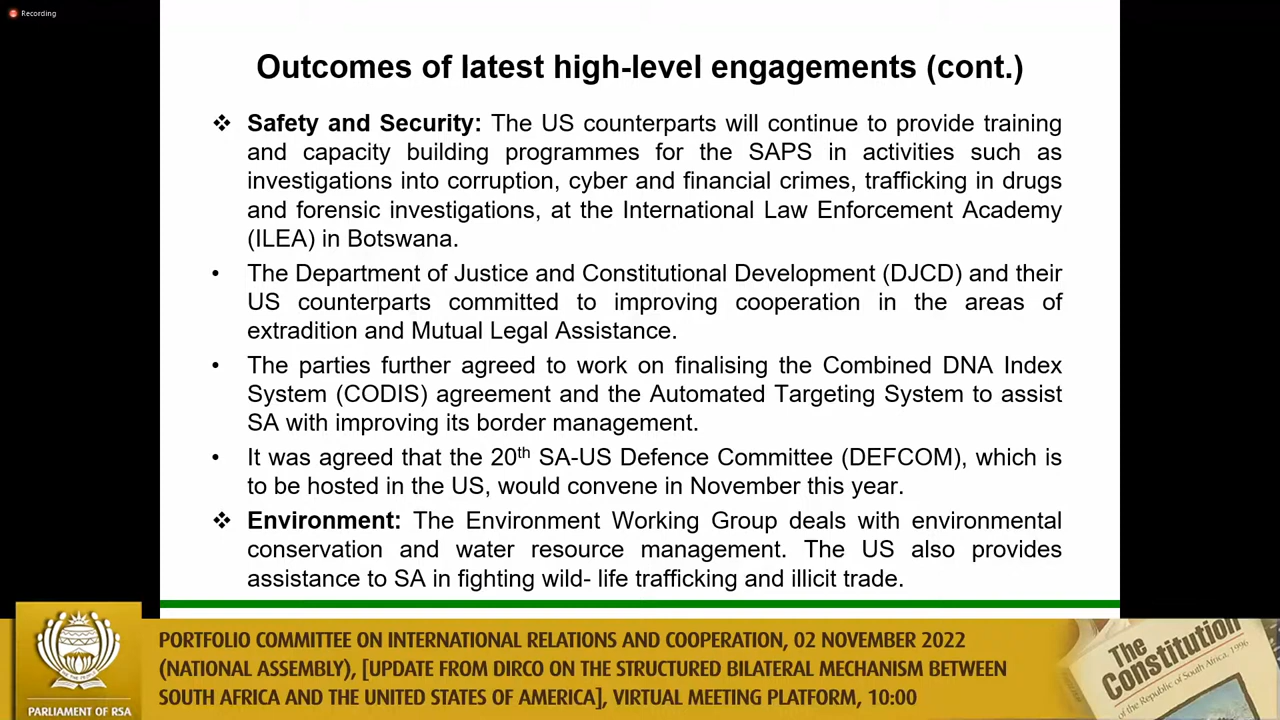 Recording
Outcomes of latest high-level engagements (cont.)
❖ Safety and Security: The US counterparts will continue to provide training
and capacity building programmes for the SAPS in activities such as
investigations into corruption, cyber and financial crimes, trafficking in drugs
and forensic investigations, at the International Law Enforcement Academy
(ILEA) in Botswana.
• The Department of Justice and Constitutional Development (DJCD) and their
US counterparts committed to improving cooperation in the areas of
extradition and Mutual Legal Assistance.
• The parties further agreed to work on finalising the Combined DNA Index
System (CODIS) agreement and the Automated Targeting System to assist
SA with improving its border management.
• It was agreed that the 20th SA-US Defence Committee (DEFCOM), which is
to be hosted in the US, would convene in November this year.
❖ Environment: The Environment Working Group deals with environmental
conservation and water resource management. The US also provides
assistance to SA in fighting wild- life trafficking and illicit trade.
PARLIAMENT OF RSA
PORTFOLIO COMMITTEE ON INTERNATIONAL RELATIONS AND COOPERATION, 02 NOVEMBER 2022
(NATIONAL ASSEMBLY), [UPDATE FROM DIRCO ON THE STRUCTURED BILATERAL MECHANISM BETWEEN
SOUTH AFRICA AND THE UNITED STATES OF AMERICA], VIRTUAL MEETING PLATFORM, 10:00
The
Constitution
of the Republic of South Africa, 1996